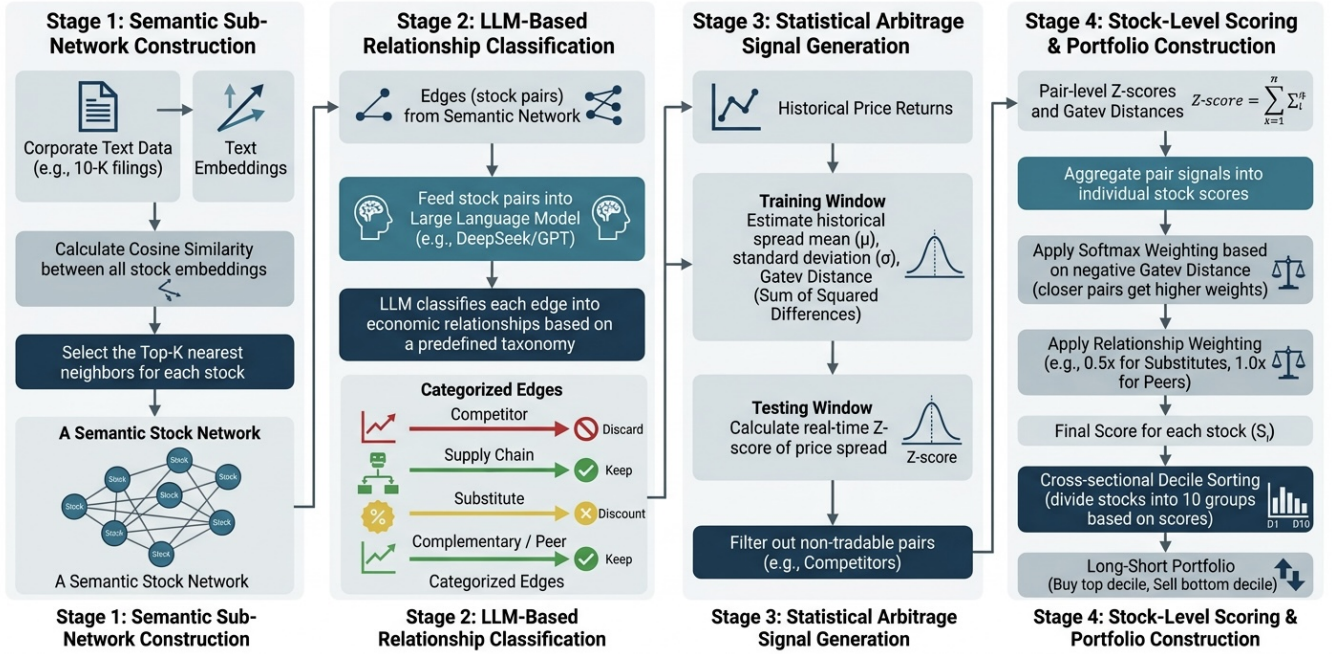 Stage 1: Semantic Sub-
Network Construction
Corporate Text Data
(e.g., 10-K filings)
Text
Embeddings
Calculate Cosine Similarity
between all stock embeddings
Select the Top-K nearest
neighbors for each stock
A Semantic Stock Network
Stock
Stock
Stock
Stock
Stock
Stock
Stock
Stock
A Semantic Stock Network
Stage 1: Semantic Sub-
Network Construction
Stage 2: LLM-Based
Relationship Classification
Edges (stock pairs)
from Semantic Network
Feed stock pairs into
Large Language Model
(e.g., DeepSeek/GPT)
LLM classifies each edge into
economic relationships based on
a predefined taxonomy
Categorized Edges
Competitor
Discard
Supply Chain
Keep
%
Substitute
Discount
Complementary / Peer
Keep
Categorized Edges
Stage 2: LLM-Based
Relationship Classification
Stage 3: Statistical Arbitrage
Signal Generation
Historical Price Returns
Training Window
Estimate historical
spread mean (μ),
standard deviation (σ),
Gatev Distance
(Sum of Squared
Differences)
Testing Window
Calculate real-time Z-
score of price spread
Z-score
Filter out non-tradable pairs
(e.g., Competitors)
Stage 3: Statistical Arbitrage
Signal Generation
Stage 4: Stock-Level Scoring
& Portfolio Construction
Pair-level Z-scores
and Gatev Distances
Z-score = ∑
n
x=1
Aggregate pair signals into
individual stock scores
Apply Softmax Weighting based
on negative Gatev Distance
(closer pairs get higher weights)
Apply Relationship Weighting
(e.g., 0.5x for Substitutes, 1.0x
for Peers)
Final Score for each stock (Sᵢ)
Cross-sectional Decile Sorting
(divide stocks into 10 groups
based on scores)
D1 D10
Long-Short Portfolio
(Buy top decile, Sell bottom decile)
Stage 4: Stock-Level Scoring &
Portfolio Construction